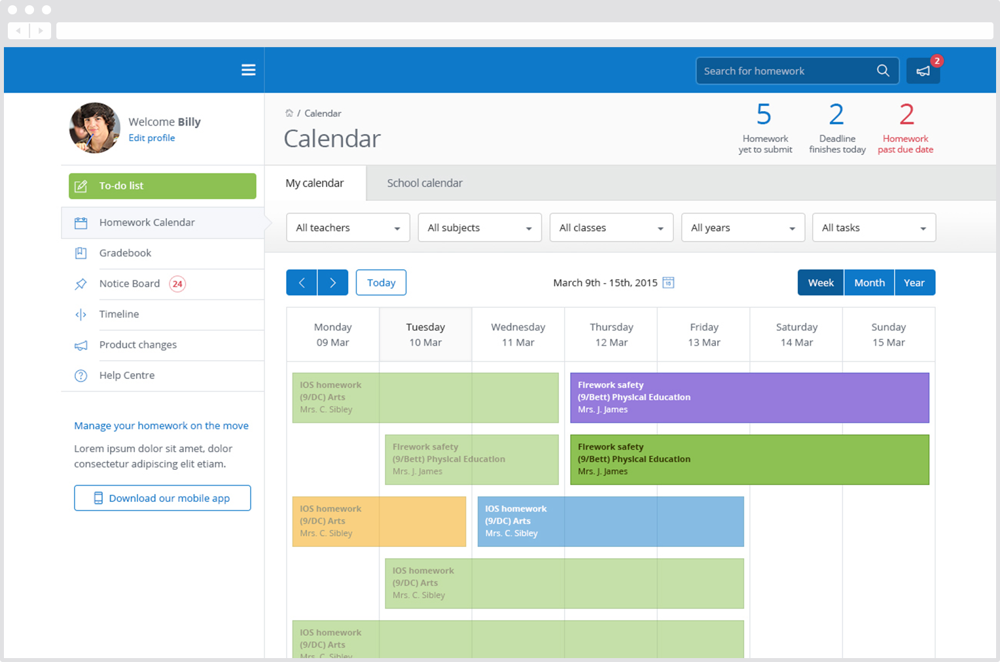 Search for homework
2
Welcome Billy
Edit profile
/ Calendar
Calendar
5
Homework
yet to submit
2
Deadline
finishes today
2
Homework
past due date
To-do list
Homework Calendar
Gradebook
Notice Board 24
Timeline
Product changes
Help Centre
Manage your homework on the move
Lorem ipsum dolor sit amet, dolor
consectetur adipiscing elit etiam.
Download our mobile app
My calendar
School calendar
All teachers
All subjects
All classes
All years
All tasks
Today
March 9th - 15th, 2015
15
Week
Month
Year
Monday
09 Mar
Tuesday
10 Mar
Wednesday
11 Mar
Thursday
12 Mar
Friday
13 Mar
Saturday
14 Mar
Sunday
15 Mar
IOS homework
(9/DC) Arts
Mrs. C. Sibley
Firework safety
(9/Bett) Physical Education
Mrs. J. James
Firework safety
(9/Bett) Physical Education
Mrs. J. James
Firework safety
(9/Bett) Physical Education
Mrs. J. James
IOS homework
(9/DC) Arts
Mrs. C. Sibley
IOS homework
(9/DC) Arts
Mrs. C. Sibley
IOS homework
(9/DC) Arts
Mrs. C. Sibley
IOS homework
(9/DC) Arts
Mrs. C. Sibley